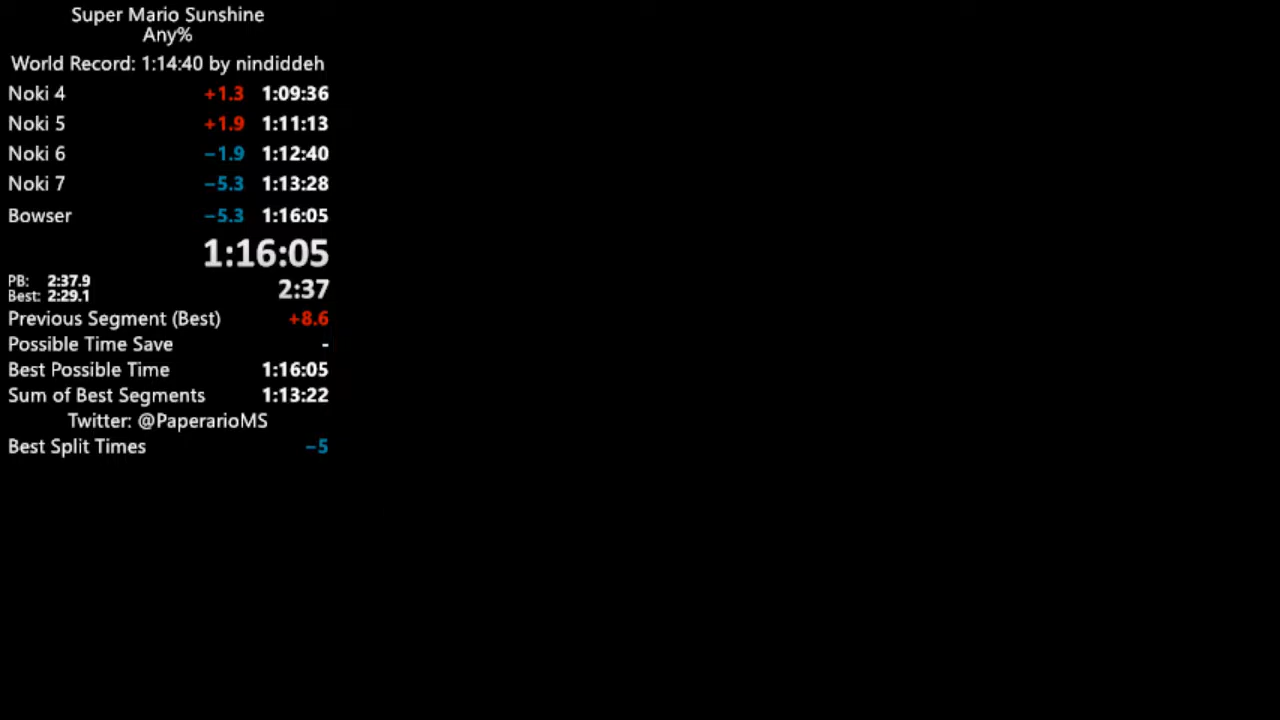 Super Mario Sunshine
Any%
World Record: 1:14:40 by nindiddeh
Noki 4 +1.3 1:09:36
Noki 5 +1.9 1:11:13
Noki 6 −1.9 1:12:40
Noki 7 −5.3 1:13:28
Bowser −5.3 1:16:05
1:16:05
PB: 2:37.9
Best: 2:29.1
2:37
Previous Segment (Best) +8.6
Possible Time Save -
Best Possible Time 1:16:05
Sum of Best Segments 1:13:22
Twitter: @PaperarioMS
Best Split Times −5